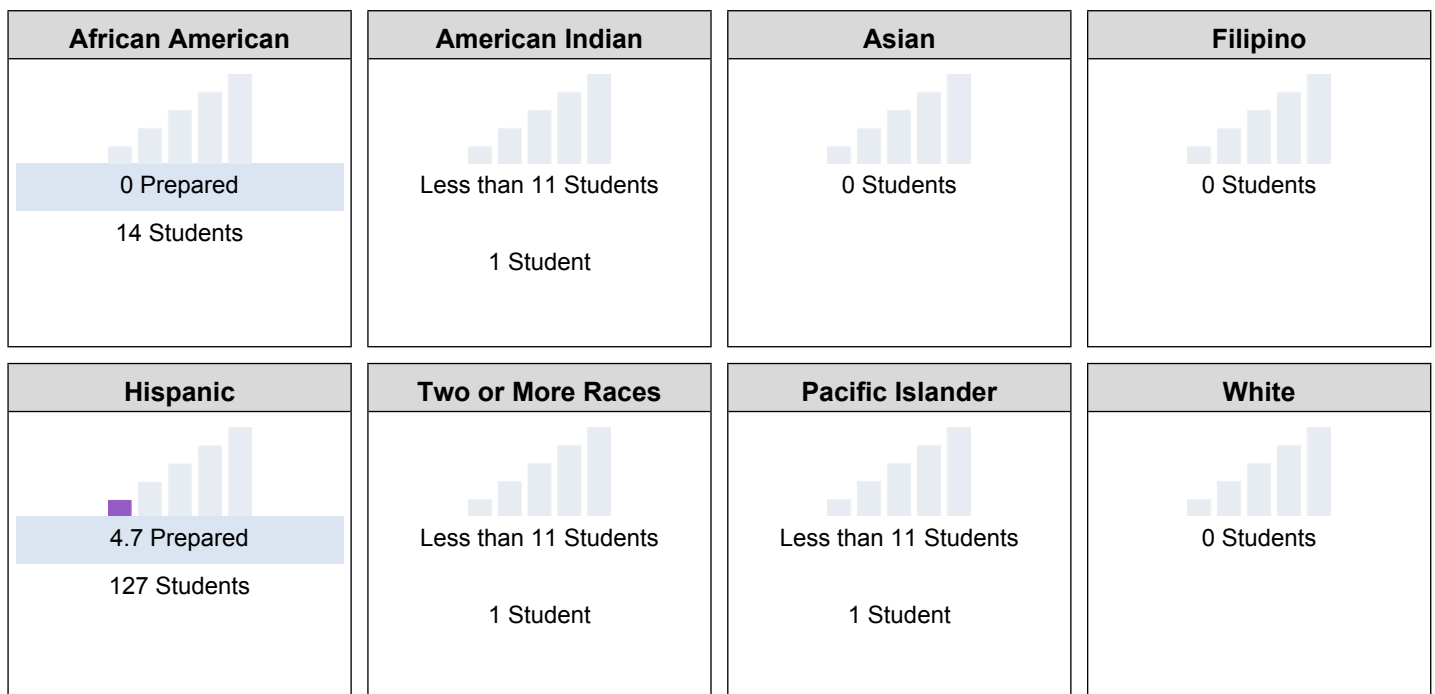 African American
0 Prepared
14 Students
American Indian
Less than 11 Students
1 Student
Asian
0 Students
Filipino
0 Students
Hispanic
4.7 Prepared
127 Students
Two or More Races
Less than 11 Students
1 Student
Pacific Islander
Less than 11 Students
1 Student
White
0 Students